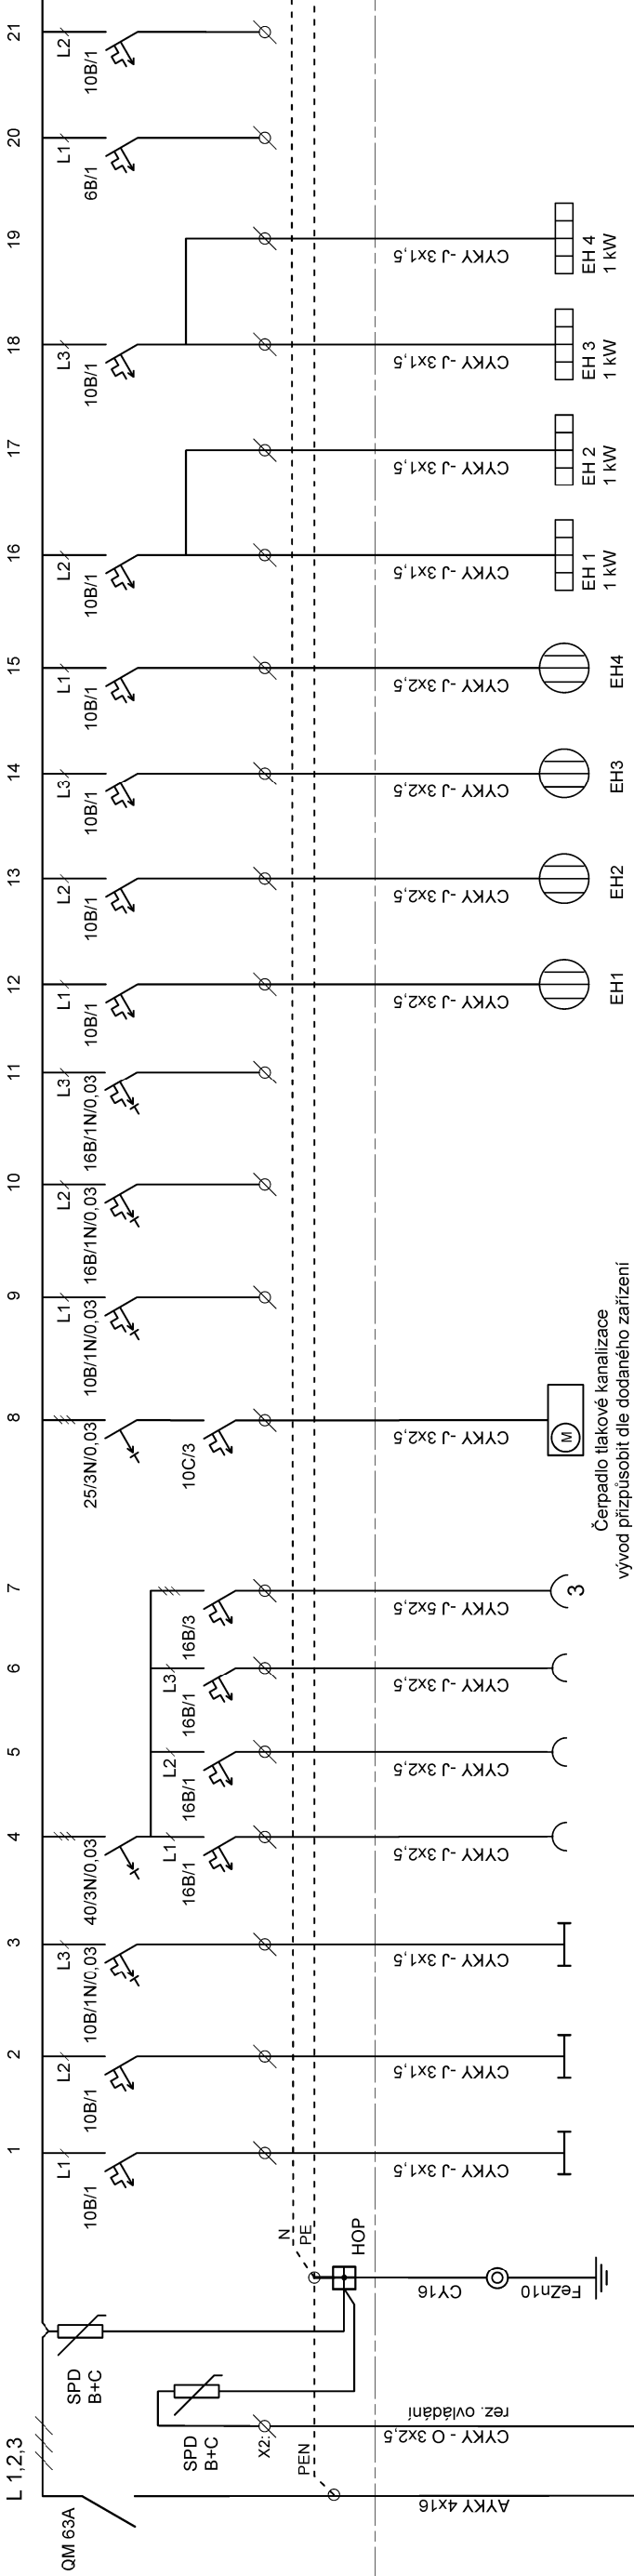 L 1,2,3
QM 63A
AYKY 4x16
PEN
X2:
SPD
B+C
CYKY - O 3x2,5
rez. ovládání
SPD
B+C
N
PE
HOP
CY16
FeZn10
1
L1
10B/1
CYKY -J 3x1,5
2
L2
10B/1
CYKY -J 3x1,5
3
L3
10B/1N/0,03
CYKY -J 3x1,5
4
40/3N/0,03
L1
16B/1
CYKY -J 3x2,5
5
L2
16B/1
CYKY -J 3x2,5
6
L3
16B/1
CYKY -J 3x2,5
7
16B/3
CYKY -J 5x2,5
3
8
25/3N/0,03
10C/3
CYKY -J 3x2,5
M
Čerpadlo tlakové kanalizace
vývod přizpůsobit dle dodaného zařízení
9
L1
10B/1N/0,03
10
L2
16B/1N/0,03
11
L3
16B/1N/0,03
12
L1
10B/1
CYKY -J 3x2,5
EH1
13
L2
10B/1
CYKY -J 3x2,5
EH2
14
L3
10B/1
CYKY -J 3x2,5
EH3
15
L1
10B/1
CYKY -J 3x2,5
EH4
16
L2
10B/1
CYKY -J 3x1,5
EH 1
1 kW
17
CYKY -J 3x1,5
EH 2
1 kW
18
L3
10B/1
CYKY -J 3x1,5
EH 3
1 kW
19
CYKY -J 3x1,5
EH 4
1 kW
20
L1
6B/1
21
L2
10B/1